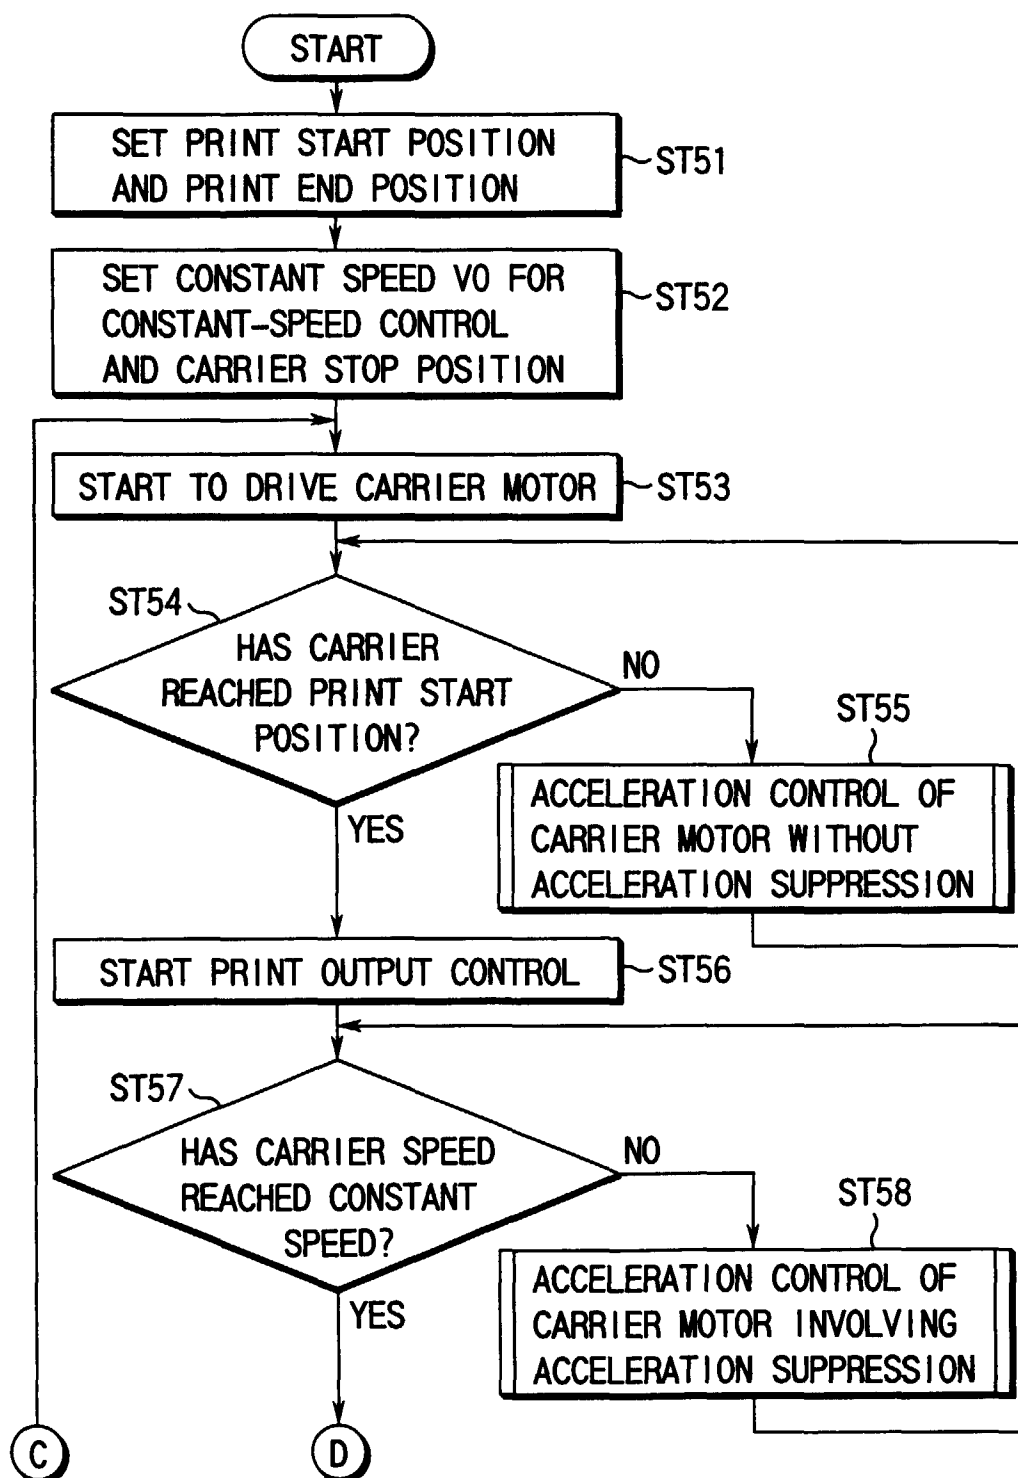 START
SET PRINT START POSITION
AND PRINT END POSITION
ST51
SET CONSTANT SPEED V0 FOR
CONSTANT-SPEED CONTROL
AND CARRIER STOP POSITION
ST52
START TO DRIVE CARRIER MOTOR
ST53
ST54
HAS CARRIER
REACHED PRINT START
POSITION?
NO
YES
ST55
ACCELERATION CONTROL OF
CARRIER MOTOR WITHOUT
ACCELERATION SUPPRESSION
START PRINT OUTPUT CONTROL
ST56
ST57
HAS CARRIER SPEED
REACHED CONSTANT
SPEED?
NO
YES
ST58
ACCELERATION CONTROL OF
CARRIER MOTOR INVOLVING
ACCELERATION SUPPRESSION
C
D